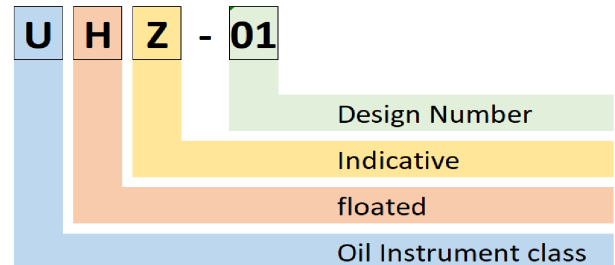 U H Z - 01
Design Number
Indicative
floated
Oil Instrument class